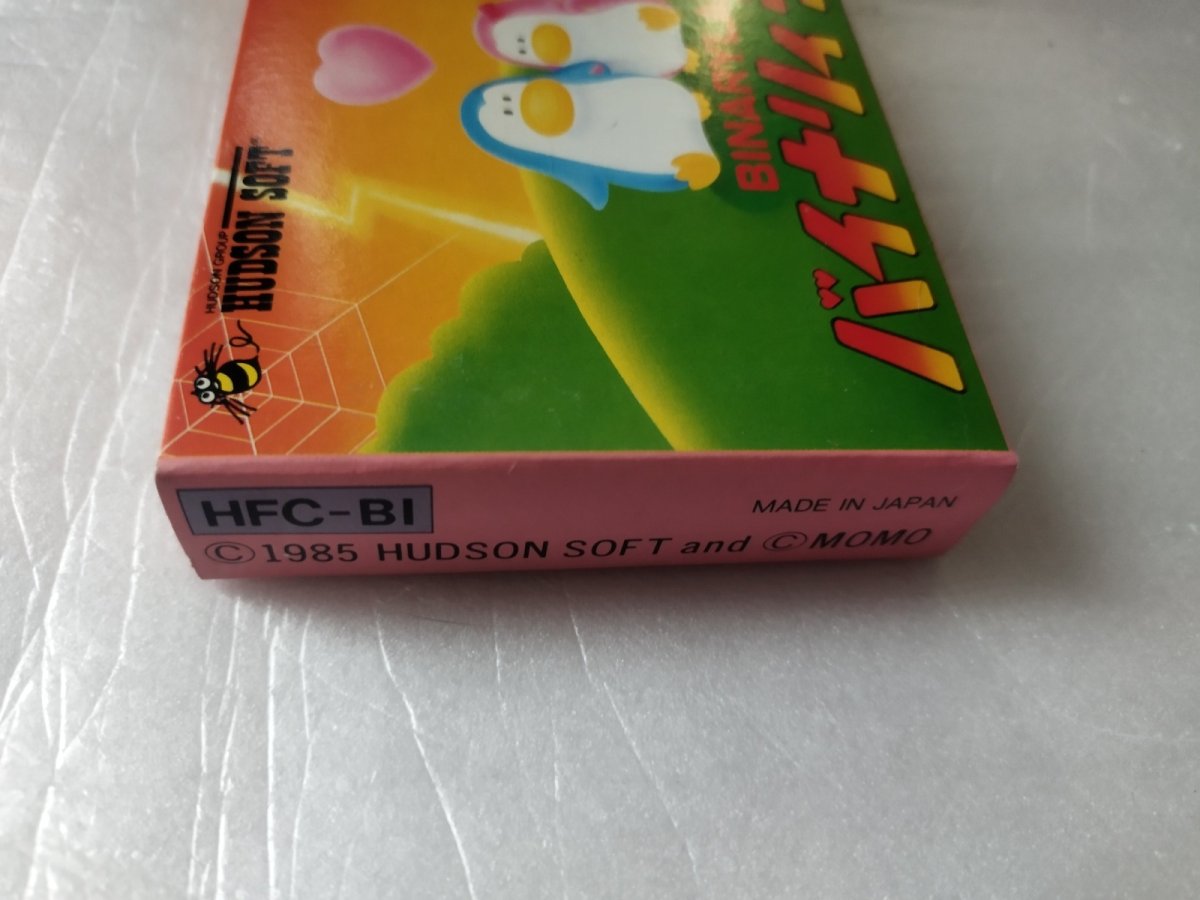 バイナリィ
BINAR
HUDSON GROUP
HUDSON SOFT
HFC-BI
MADE IN JAPAN
©1985 HUDSON SOFT and ©MOMO